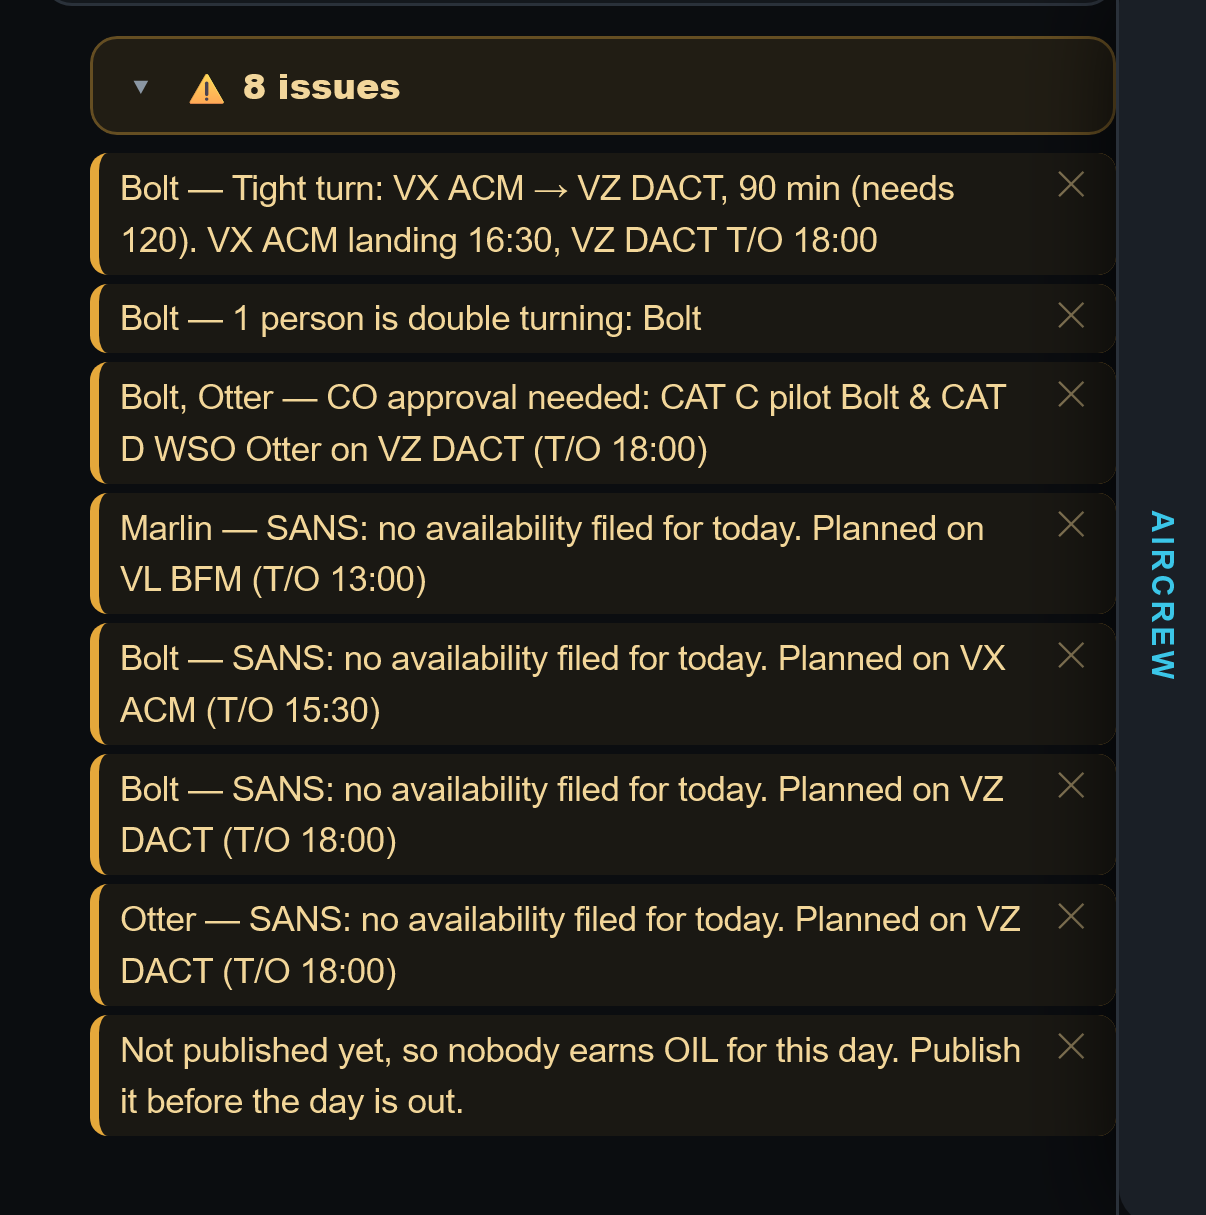 8 issues
Bolt — Tight turn: VX ACM → VZ DACT, 90 min (needs
120). VX ACM landing 16:30, VZ DACT T/O 18:00
Bolt — 1 person is double turning: Bolt
Bolt, Otter — CO approval needed: CAT C pilot Bolt & CAT
D WSO Otter on VZ DACT (T/O 18:00)
Marlin — SANS: no availability filed for today. Planned on
VL BFM (T/O 13:00)
Bolt — SANS: no availability filed for today. Planned on VX
ACM (T/O 15:30)
Bolt — SANS: no availability filed for today. Planned on VZ
DACT (T/O 18:00)
Otter — SANS: no availability filed for today. Planned on VZ
DACT (T/O 18:00)
Not published yet, so nobody earns OIL for this day. Publish
it before the day is out.
AIRCREW